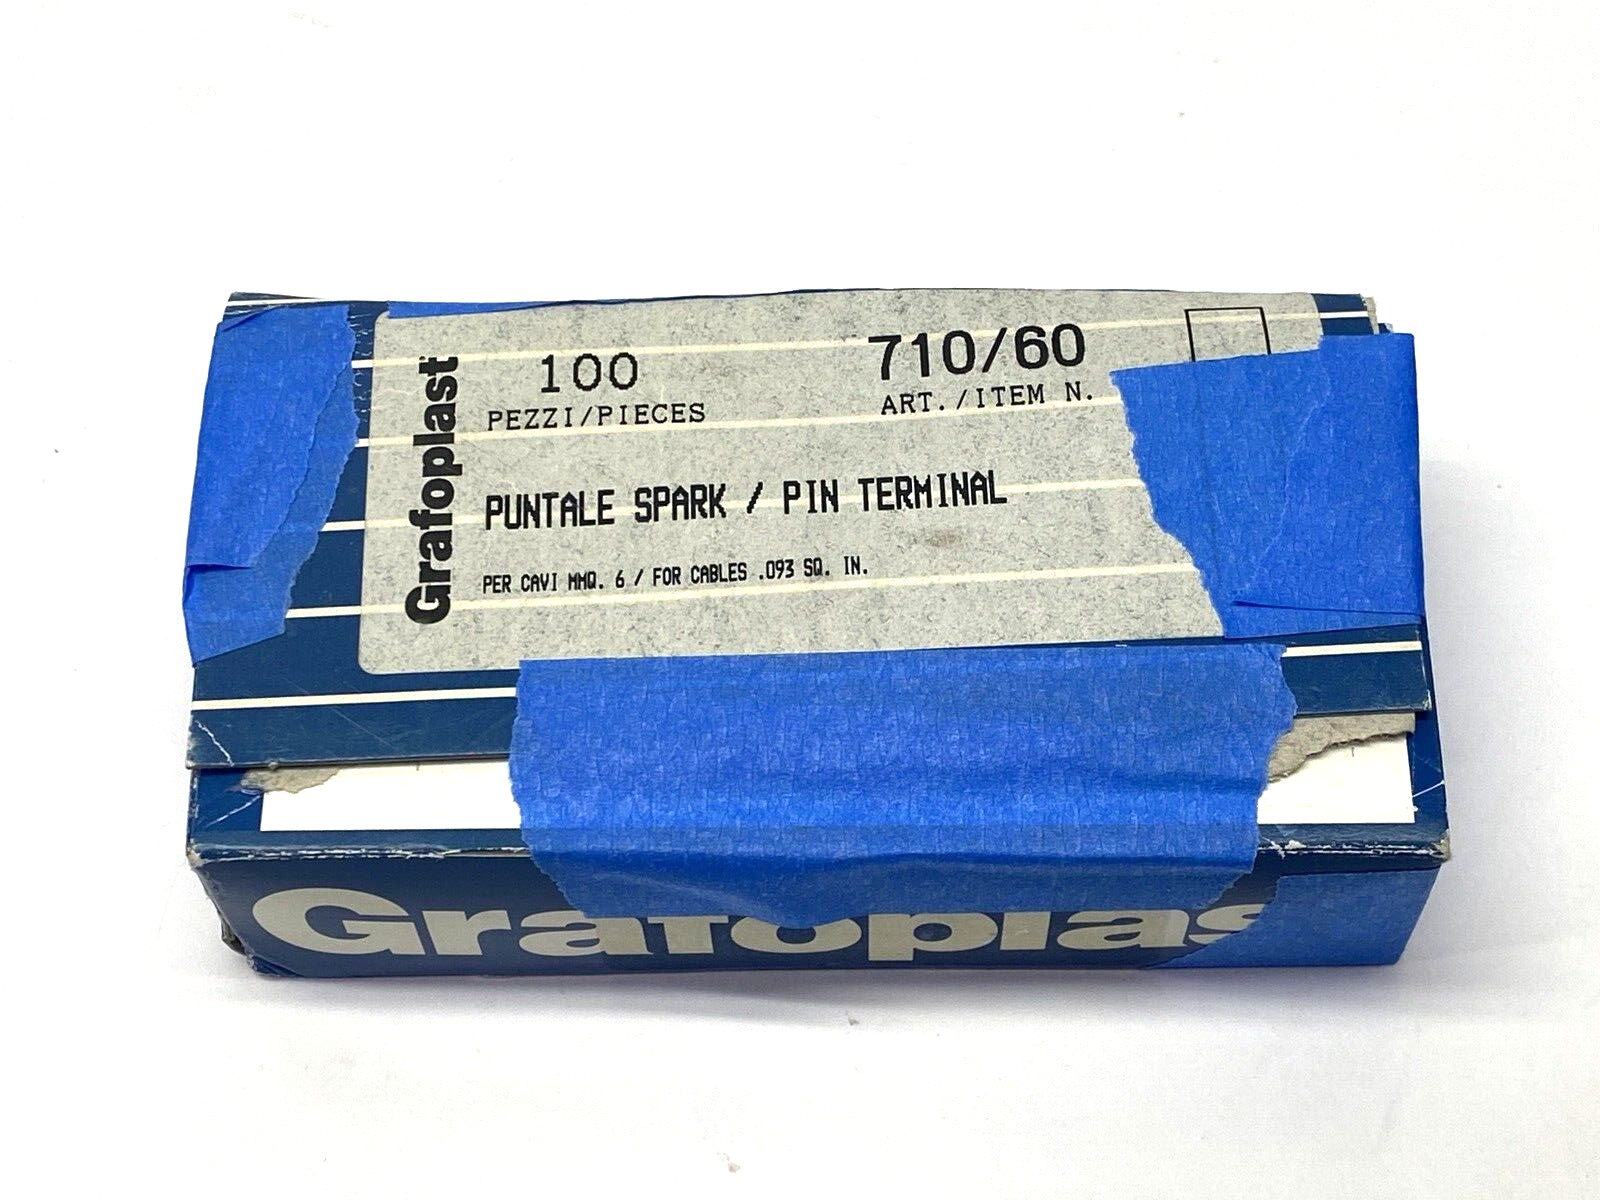 Grafoplast
100
PEZZI/PIECES
710/60
ART./ITEM N.
PUNTALE SPARK / PIN TERMINAL
PER CAVI MMQ. 6 / FOR CABLES .093 SQ. IN.
Grafoplas